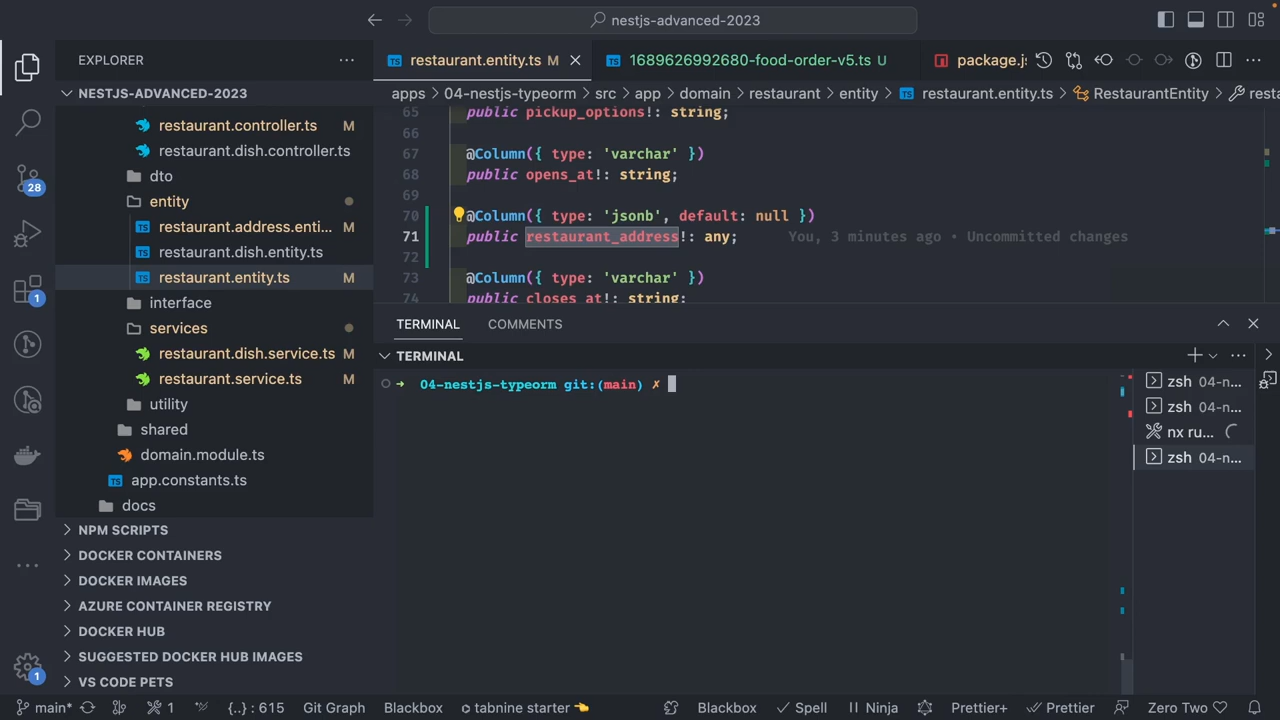 nestjs-advanced-2023
EXPLORER
restaurant.entity.ts M
1689626992680-food-order-v5.ts U
package.j
NESTJS-ADVANCED-2023
apps > 04-nestjs-typeorm > src > app > domain > restaurant > entity > restaurant.entity.ts > RestaurantEntity > resta
restaurant.controller.ts M
restaurant.dish.controller.ts
dto
entity
restaurant.address.enti... M
restaurant.dish.entity.ts
restaurant.entity.ts M
interface
services
restaurant.dish.service.ts M
restaurant.service.ts M
utility
shared
domain.module.ts
app.constants.ts
docs
NPM SCRIPTS
DOCKER CONTAINERS
DOCKER IMAGES
AZURE CONTAINER REGISTRY
DOCKER HUB
SUGGESTED DOCKER HUB IMAGES
VS CODE PETS
28
1
1
65 public pickup_options!: string;
66
67 @Column({ type: 'varchar' })
68 public opens_at!: string;
69
70 @Column({ type: 'jsonb', default: null })
71 public restaurant_address!: any; You, 3 minutes ago • Uncommitted changes
72
73 @Column({ type: 'varchar' })
74 public closes_at!: string;
TERMINAL COMMENTS
TERMINAL
04-nestjs-typeorm git:(main) ✗
zsh 04-n...
zsh 04-n...
nx ru...
zsh 04-n...
main* 1 {..} : 615 Git Graph Blackbox tabnine starter 👈 Blackbox Spell Ninja Prettier+ Prettier Zero Two